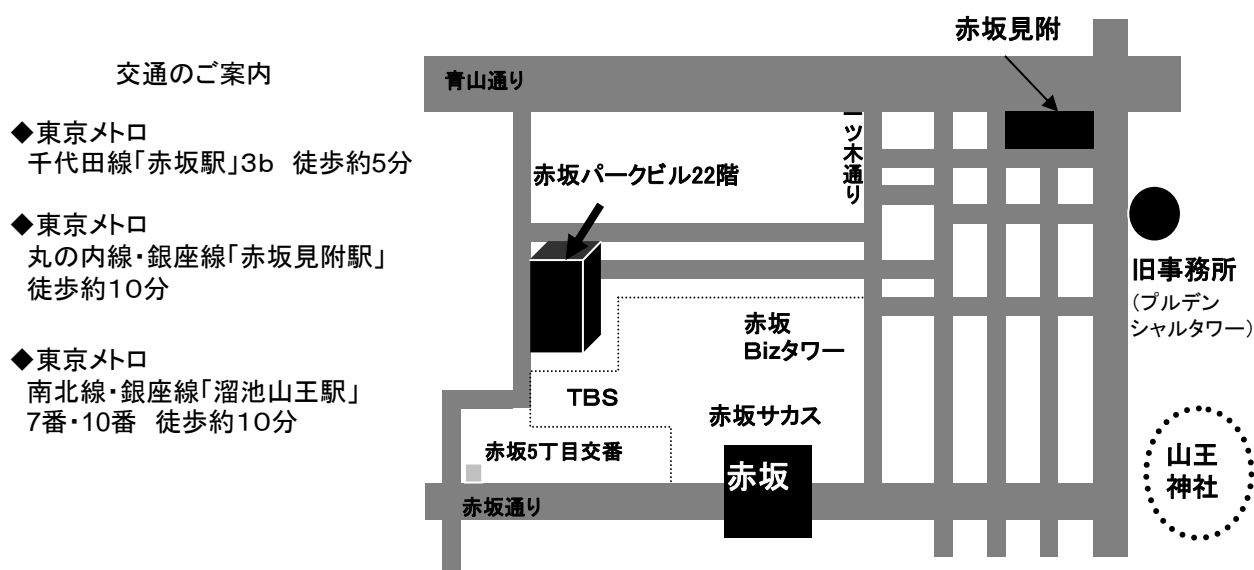 交通のご案内
◆東京メトロ
千代田線「赤坂駅」3b 徒歩約5分
◆東京メトロ
丸の内線・銀座線「赤坂見附駅」
徒歩約10分
◆東京メトロ
南北線・銀座線「溜池山王駅」
7番・10番 徒歩約10分
赤坂見附
青山通り
一ツ木通り
赤坂パークビル22階
旧事務所
(プルデン
シャルタワー)
赤坂
Bizタワー
TBS
赤坂サカス
赤坂5丁目交番
赤坂
山王
神社
赤坂通り